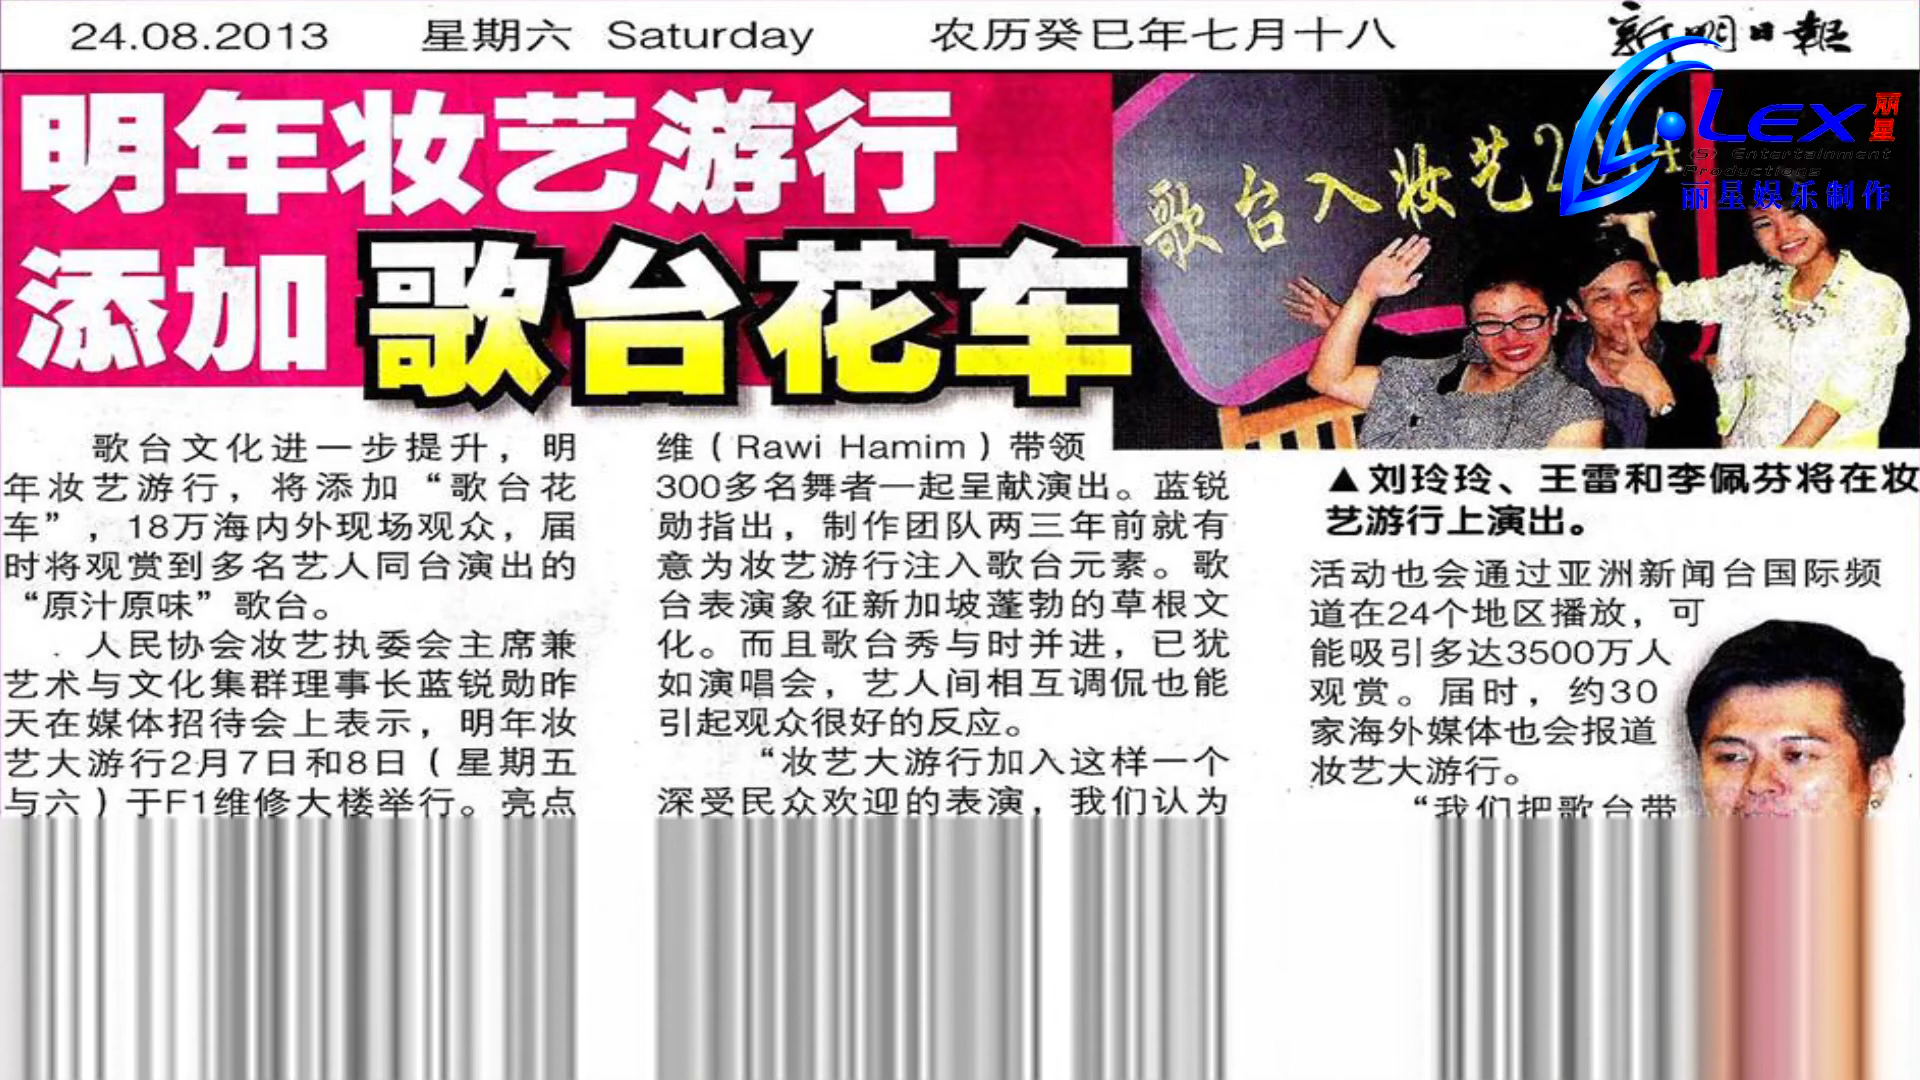 24.08.2013 星期六 Saturday 农历癸巳年七月十八 新明日報
明年妆艺游行
添加歌台花车
歌台入妆艺2014
LEX 丽星
(S) Entertainment
Productions
丽星娱乐制作
歌台文化进一步提升，明
年妆艺游行，将添加“歌台花
车”，18万海内外现场观众，届
时将观赏到多名艺人同台演出的
“原汁原味”歌台。
人民协会妆艺执委会主席兼
艺术与文化集群理事长蓝锐勋昨
天在媒体招待会上表示，明年妆
艺大游行2月7日和8日（星期五
与六）于F1维修大楼举行。亮点
维（Rawi Hamim）带领
300多名舞者一起呈献演出。蓝锐
勋指出，制作团队两三年前就有
意为妆艺游行注入歌台元素。歌
台表演象征新加坡蓬勃的草根文
化。而且歌台秀与时并进，已犹
如演唱会，艺人间相互调侃也能
引起观众很好的反应。
“妆艺大游行加入这样一个
深受民众欢迎的表演，我们认为
▲刘玲玲、王雷和李佩芬将在妆
艺游行上演出。
活动也会通过亚洲新闻台国际频
道在24个地区播放，可
能吸引多达3500万人
观赏。届时，约30
家海外媒体也会报道
妆艺大游行。
“我们把歌台带